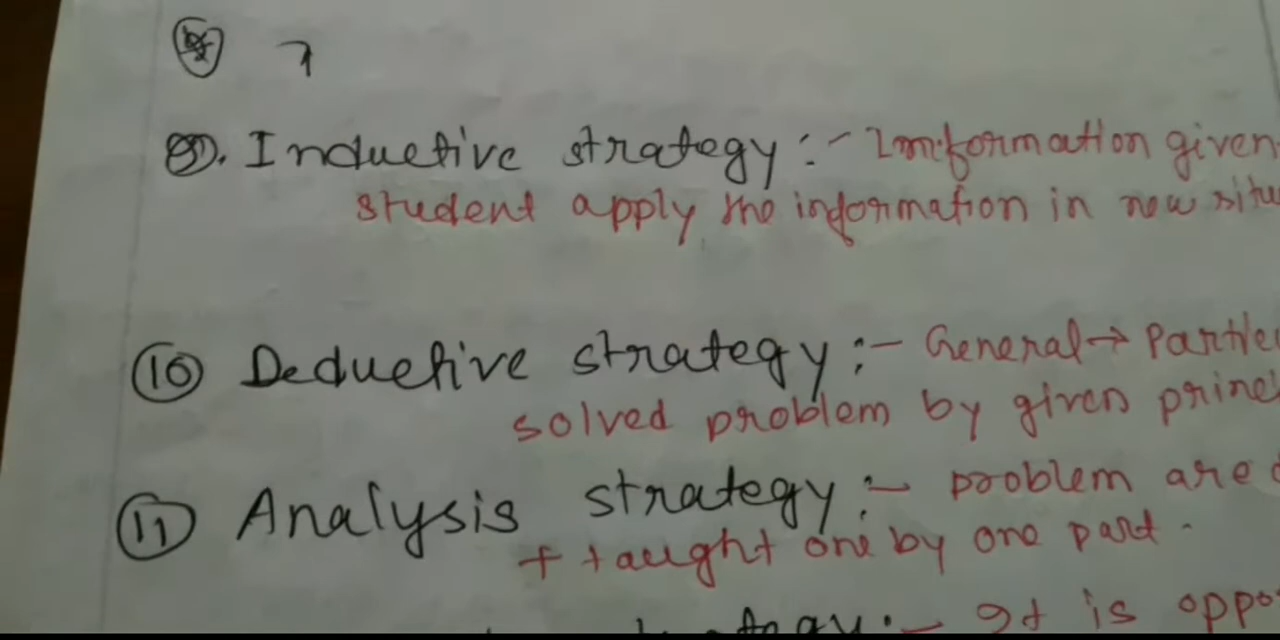 7
9). Inductive strategy :- Information given
student apply the information in new situ
10 Deductive strategy :- General → Partic
solved problem by given princ
11 Analysis strategy :- problem are
+ taught one by one part.
:- It is oppo